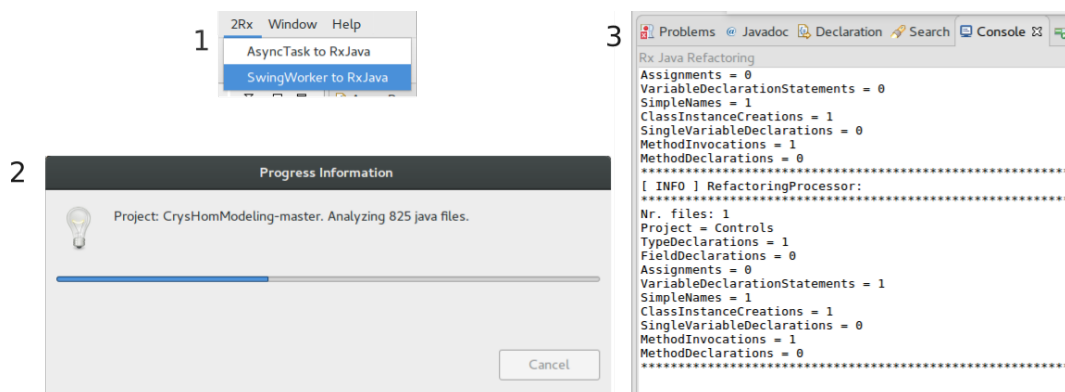 1
2Rx Window Help
AsyncTask to RxJava
SwingWorker to RxJava
2
Progress Information
Project: CrysHomModeling-master. Analyzing 825 java files.
Cancel
3
Problems @ Javadoc Declaration Search Console
Rx Java Refactoring
Assignments = 0
VariableDeclarationStatements = 0
SimpleNames = 1
ClassInstanceCreations = 1
SingleVariableDeclarations = 0
MethodInvocations = 1
MethodDeclarations = 0
************************************************************
[ INFO ] RefactoringProcessor:
************************************************************
Nr. files: 1
Project = Controls
TypeDeclarations = 1
FieldDeclarations = 0
Assignments = 0
VariableDeclarationStatements = 1
SimpleNames = 1
ClassInstanceCreations = 1
SingleVariableDeclarations = 0
MethodInvocations = 1
MethodDeclarations = 0
************************************************************